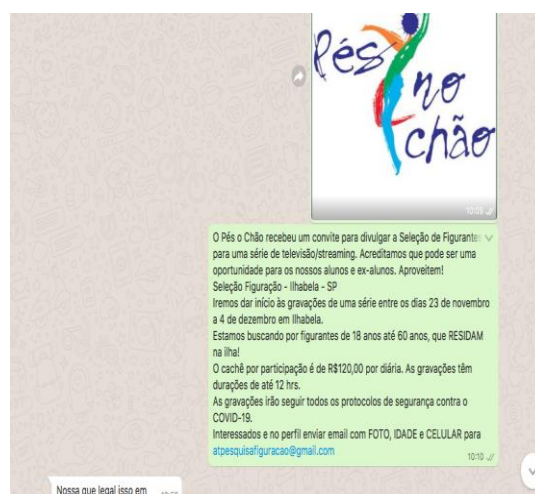 Pés
no
chão
10:09
O Pés o Chão recebeu um convite para divulgar a Seleção de Figurantes
para uma série de televisão/streaming. Acreditamos que pode ser uma
oportunidade para os nossos alunos e ex-alunos. Aproveitem!
Seleção Figuração - Ilhabela - SP
Iremos dar início às gravações de uma série entre os dias 23 de novembro
a 4 de dezembro em Ilhabela.
Estamos buscando por figurantes de 18 anos até 60 anos, que RESIDAM
na ilha!
O cachê por participação é de R$120,00 por diária. As gravações têm
durações de até 12 hrs.
As gravações irão seguir todos os protocolos de segurança contra o
COVID-19.
Interessados e no perfil enviar email com FOTO, IDADE e CELULAR para
atpesquisafiguracao@gmail.com
10:10
Nossa que legal isso em